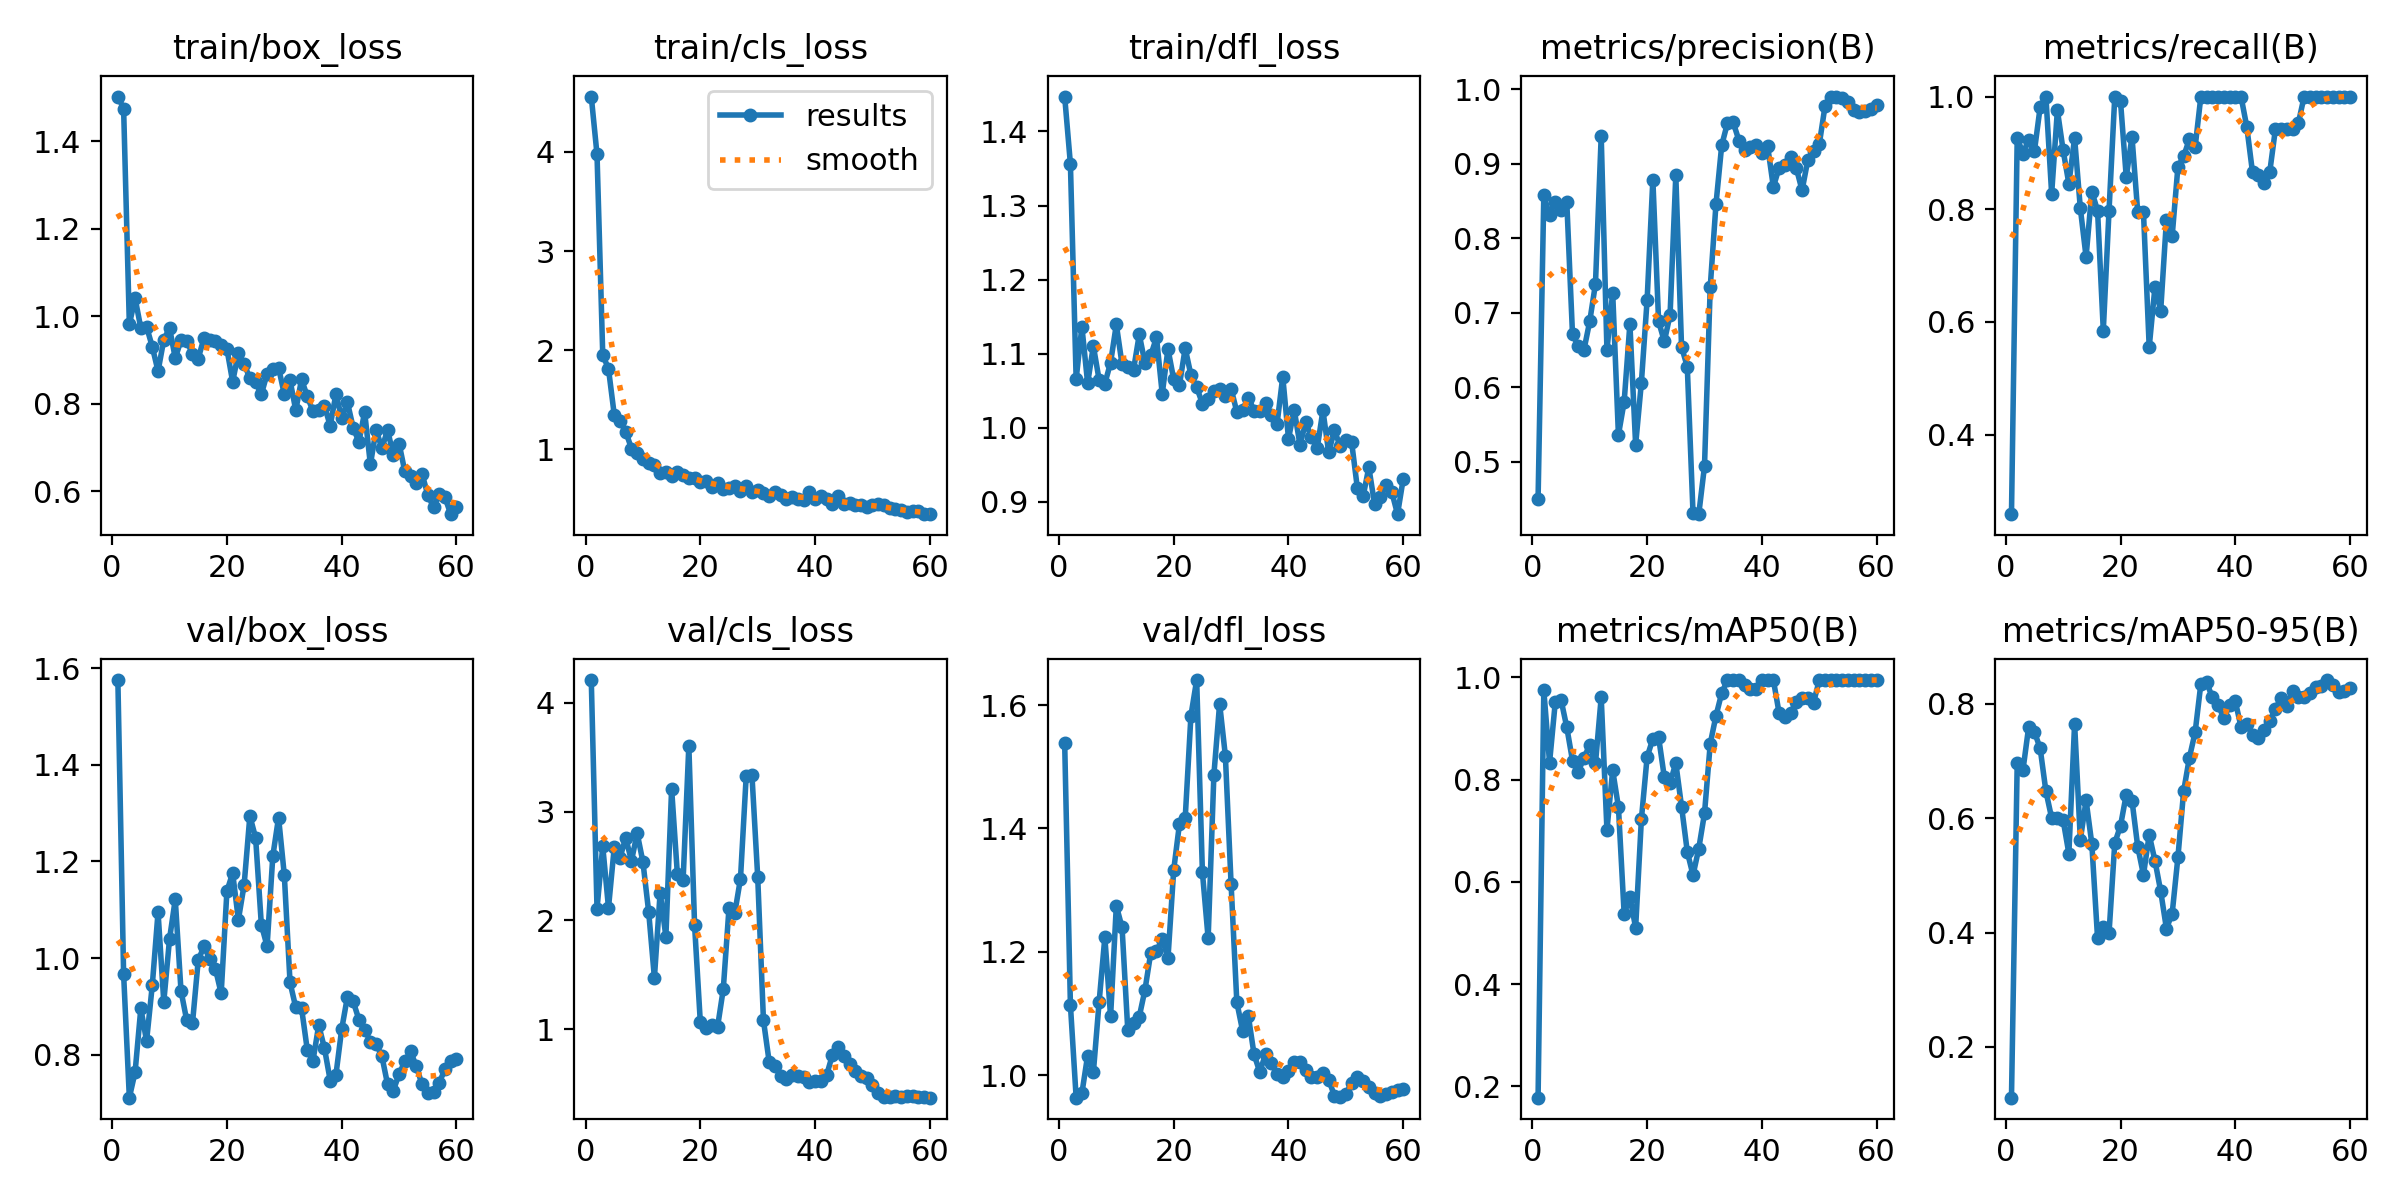 train/box_loss
1.4
1.2
1.0
0.8
0.6
0 20 40 60
train/cls_loss
results
smooth
4
3
2
1
0 20 40 60
train/dfl_loss
1.4
1.3
1.2
1.1
1.0
0.9
0 20 40 60
metrics/precision(B)
1.0
0.9
0.8
0.7
0.6
0.5
0 20 40 60
metrics/recall(B)
1.0
0.8
0.6
0.4
0 20 40 60
val/box_loss
1.6
1.4
1.2
1.0
0.8
0 20 40 60
val/cls_loss
4
3
2
1
0 20 40 60
val/dfl_loss
1.6
1.4
1.2
1.0
0 20 40 60
metrics/mAP50(B)
1.0
0.8
0.6
0.4
0.2
0 20 40 60
metrics/mAP50-95(B)
0.8
0.6
0.4
0.2
0 20 40 60